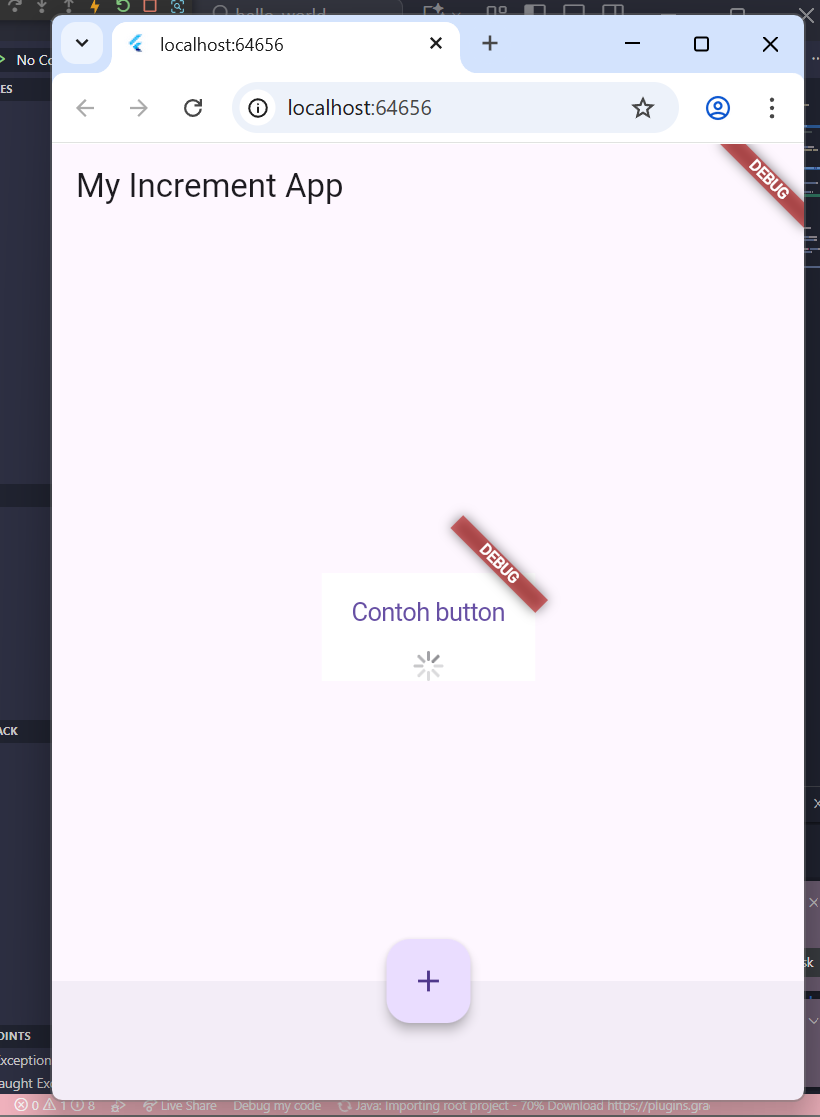 hello_world
No Co
ES
localhost:64656
localhost:64656
My Increment App
DEBUG
DEBUG
Contoh button
ACK
sk
OINTS
xception
aught Exc
0 1 8 Live Share Debug my code Java: Importing root project - 70% Download https://plugins.gra